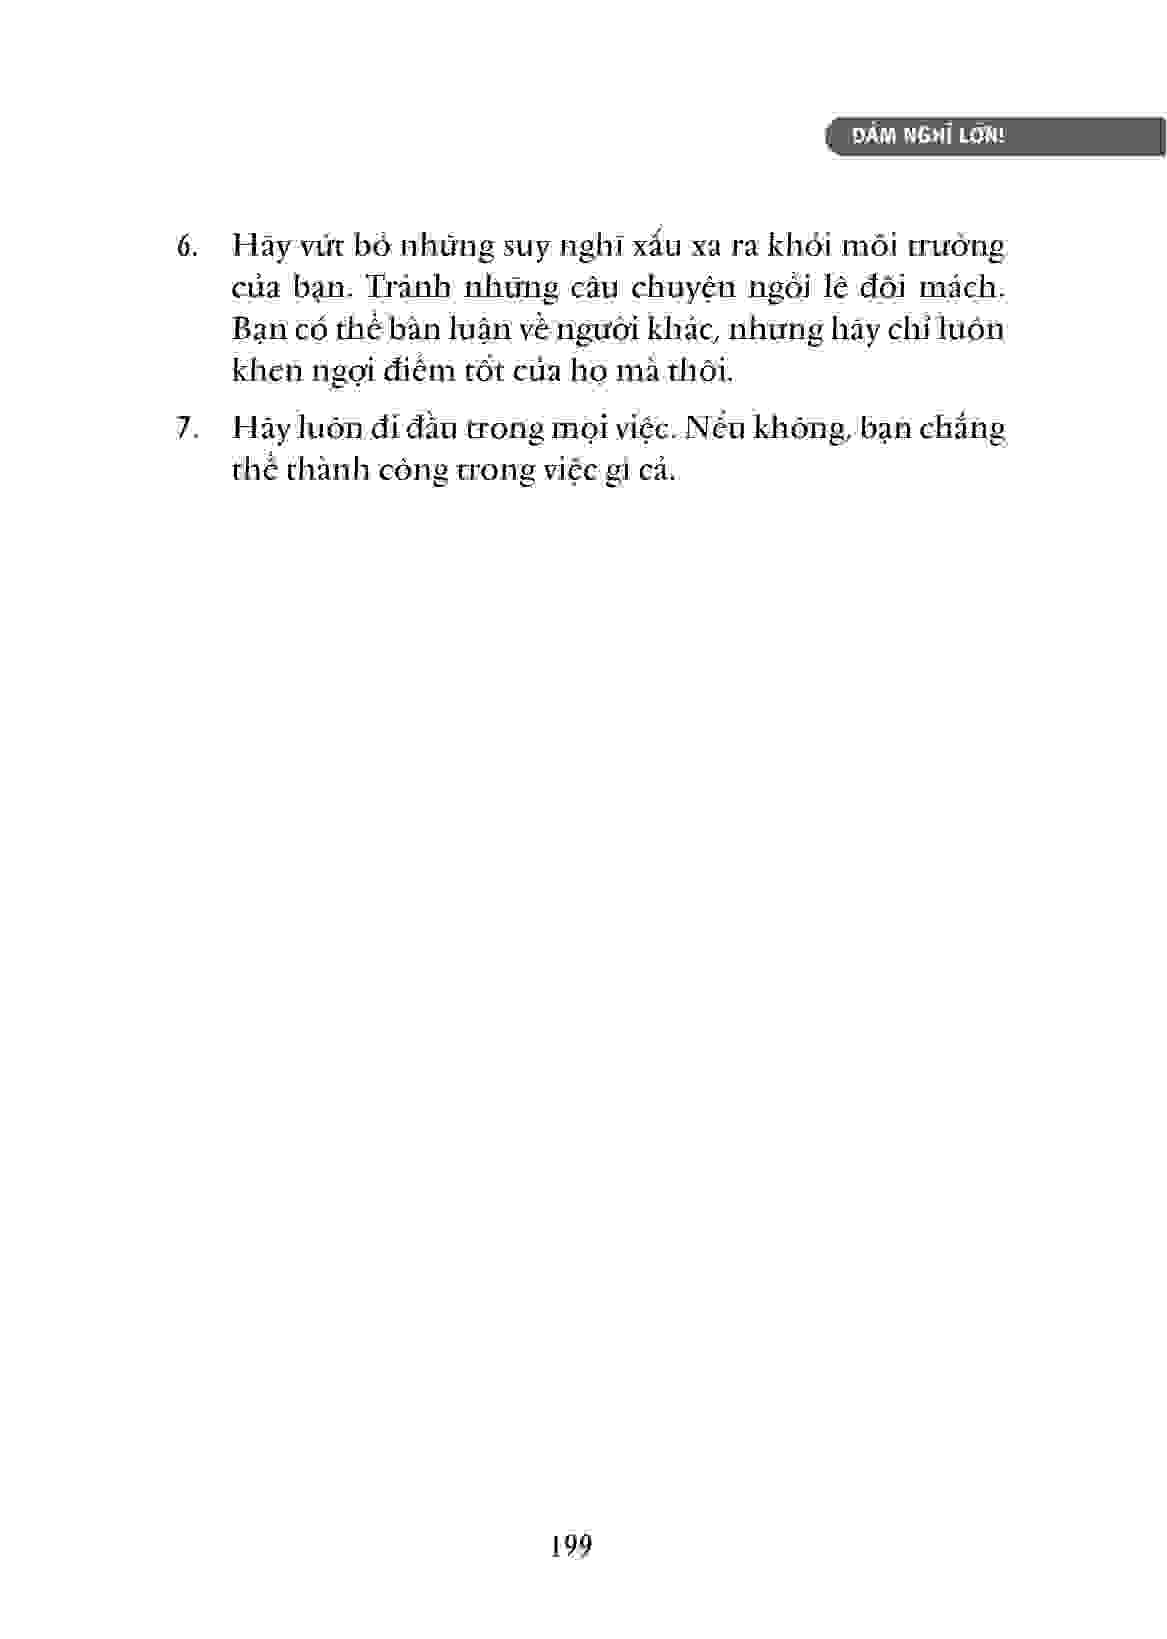 DÁM NGHĨ LỚN!
6. Hãy vứt bỏ những suy nghĩ xấu xa ra khỏi môi trường
của bạn. Tránh những câu chuyện ngồi lê đôi mách.
Bạn có thể bàn luận về người khác, nhưng hãy chỉ luôn
khen ngợi điểm tốt của họ mà thôi.
7. Hãy luôn đi đầu trong mọi việc. Nếu không, bạn chẳng
thể thành công trong việc gì cả.
199